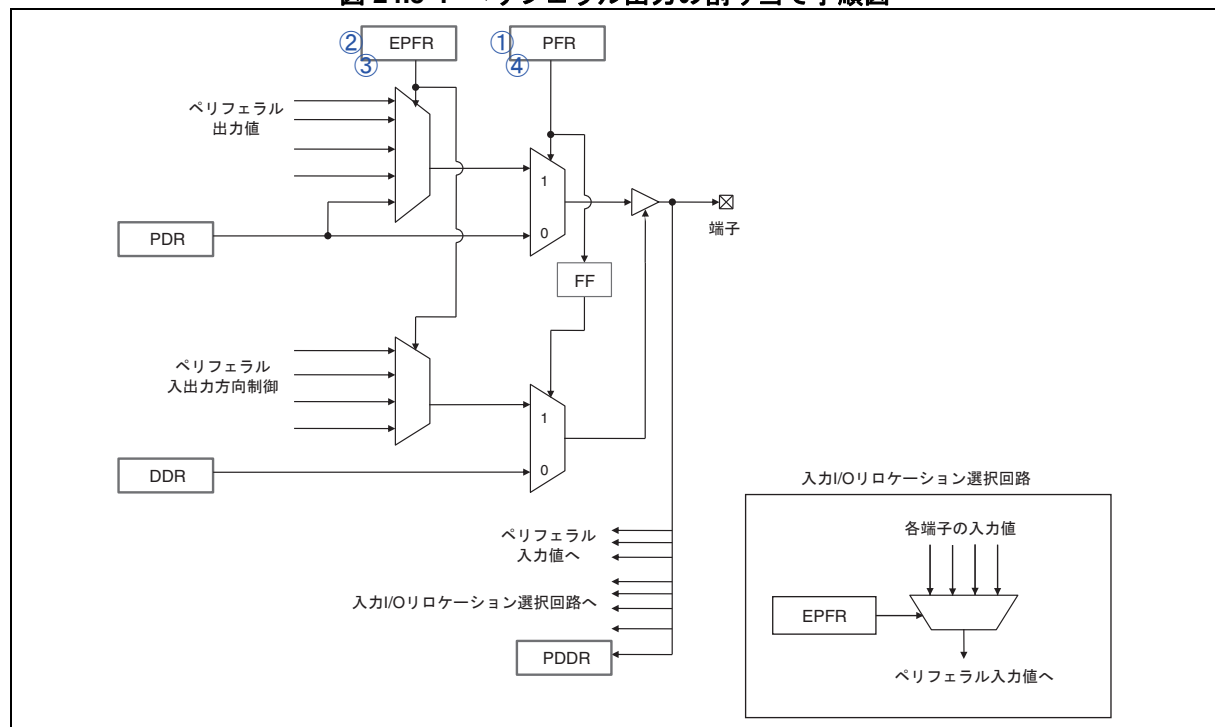 ② EPFR
③
① PFR
④
ペリフェラル
出力値
1
0
端子
PDR
FF
ペリフェラル
入出力方向制御
1
0
DDR
入力I/Oリロケーション選択回路
ペリフェラル
入力値へ
各端子の入力値
入力I/Oリロケーション選択回路へ
EPFR
PDDR
ペリフェラル入力値へ